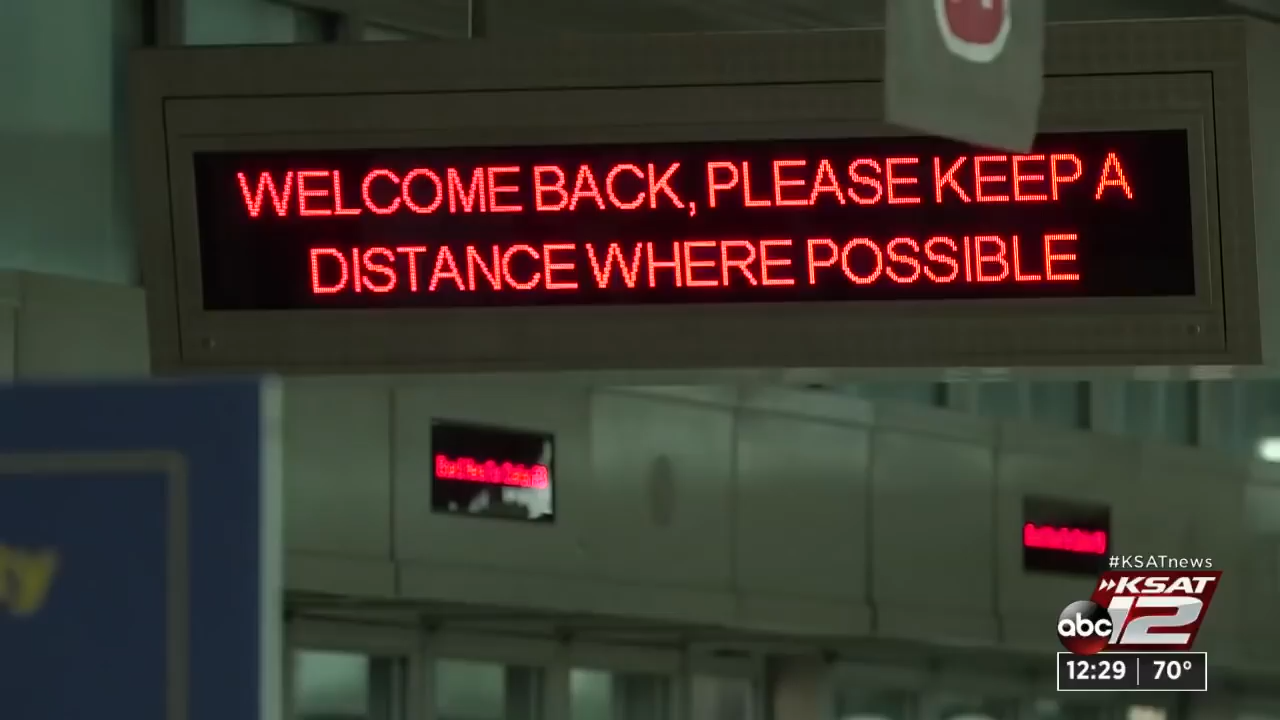 WELCOME BACK, PLEASE KEEP A
DISTANCE WHERE POSSIBLE
#KSATnews
KSAT
abc 12
12:29 70°